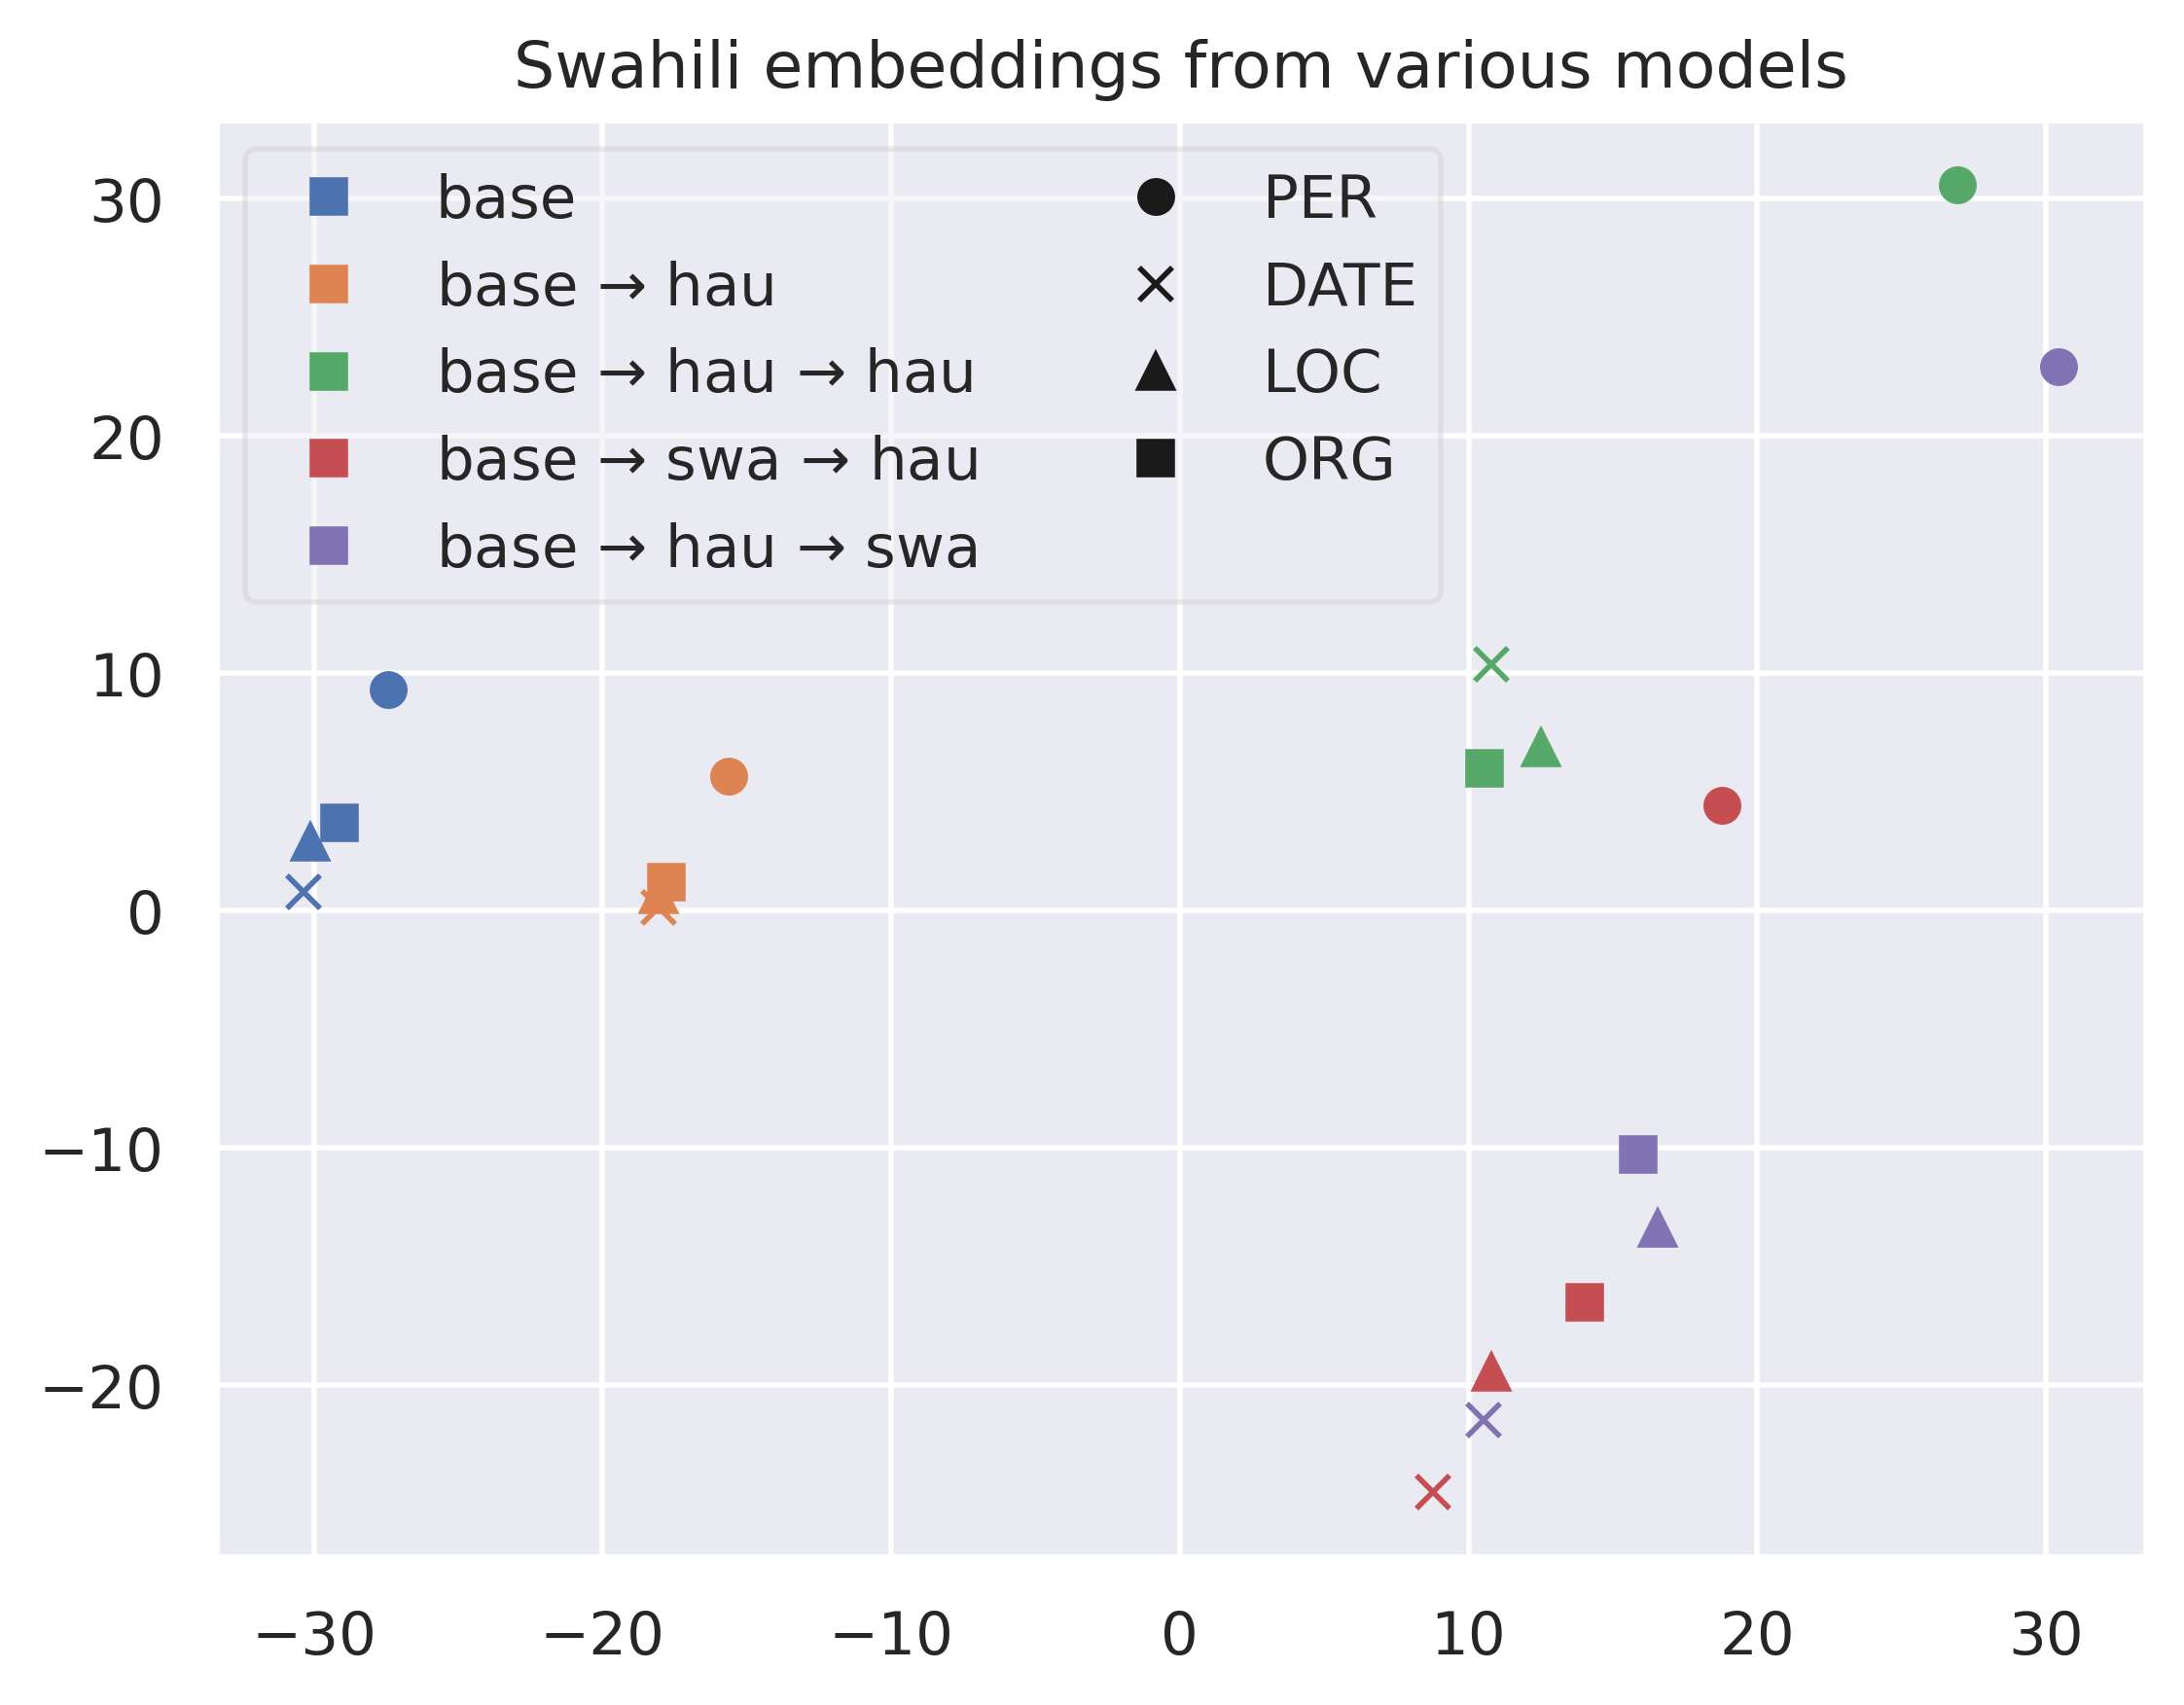 Swahili embeddings from various models
base
base → hau
base → hau → hau
base → swa → hau
base → hau → swa
PER
DATE
LOC
ORG
30
20
10
0
−10
−20
−30
−20
−10
0
10
20
30